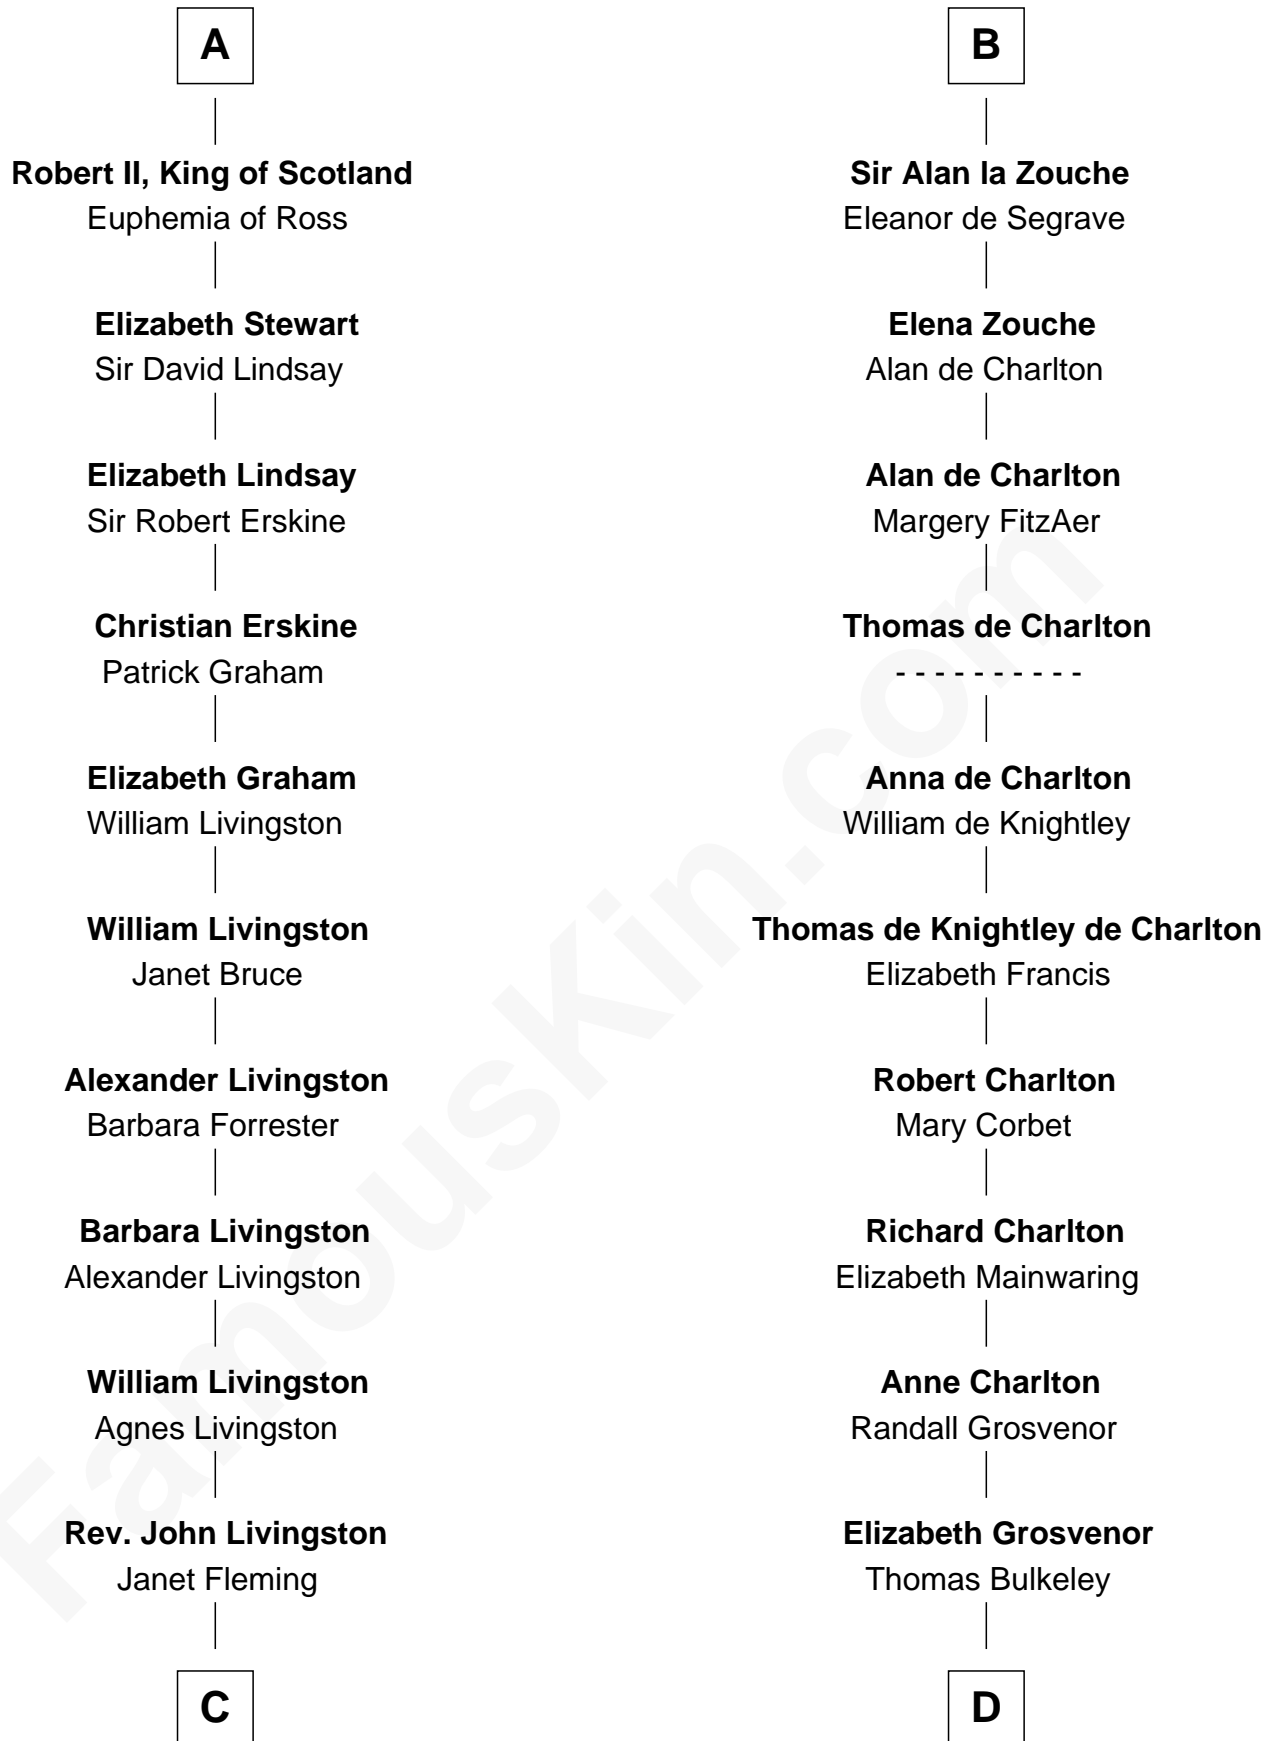 A
Robert II, King of Scotland
Euphemia of Ross
Elizabeth Stewart
Sir David Lindsay
Elizabeth Lindsay
Sir Robert Erskine
Christian Erskine
Patrick Graham
Elizabeth Graham
William Livingston
William Livingston
Janet Bruce
Alexander Livingston
Barbara Forrester
Barbara Livingston
Alexander Livingston
William Livingston
Agnes Livingston
Rev. John Livingston
Janet Fleming
C
B
Sir Alan la Zouche
Eleanor de Segrave
Elena Zouche
Alan de Charlton
Alan de Charlton
Margery FitzAer
Thomas de Charlton
- - - - - - - - - -
Anna de Charlton
William de Knightley
Thomas de Knightley de Charlton
Elizabeth Francis
Robert Charlton
Mary Corbet
Richard Charlton
Elizabeth Mainwaring
Anne Charlton
Randall Grosvenor
Elizabeth Grosvenor
Thomas Bulkeley
D
FamousKin.com